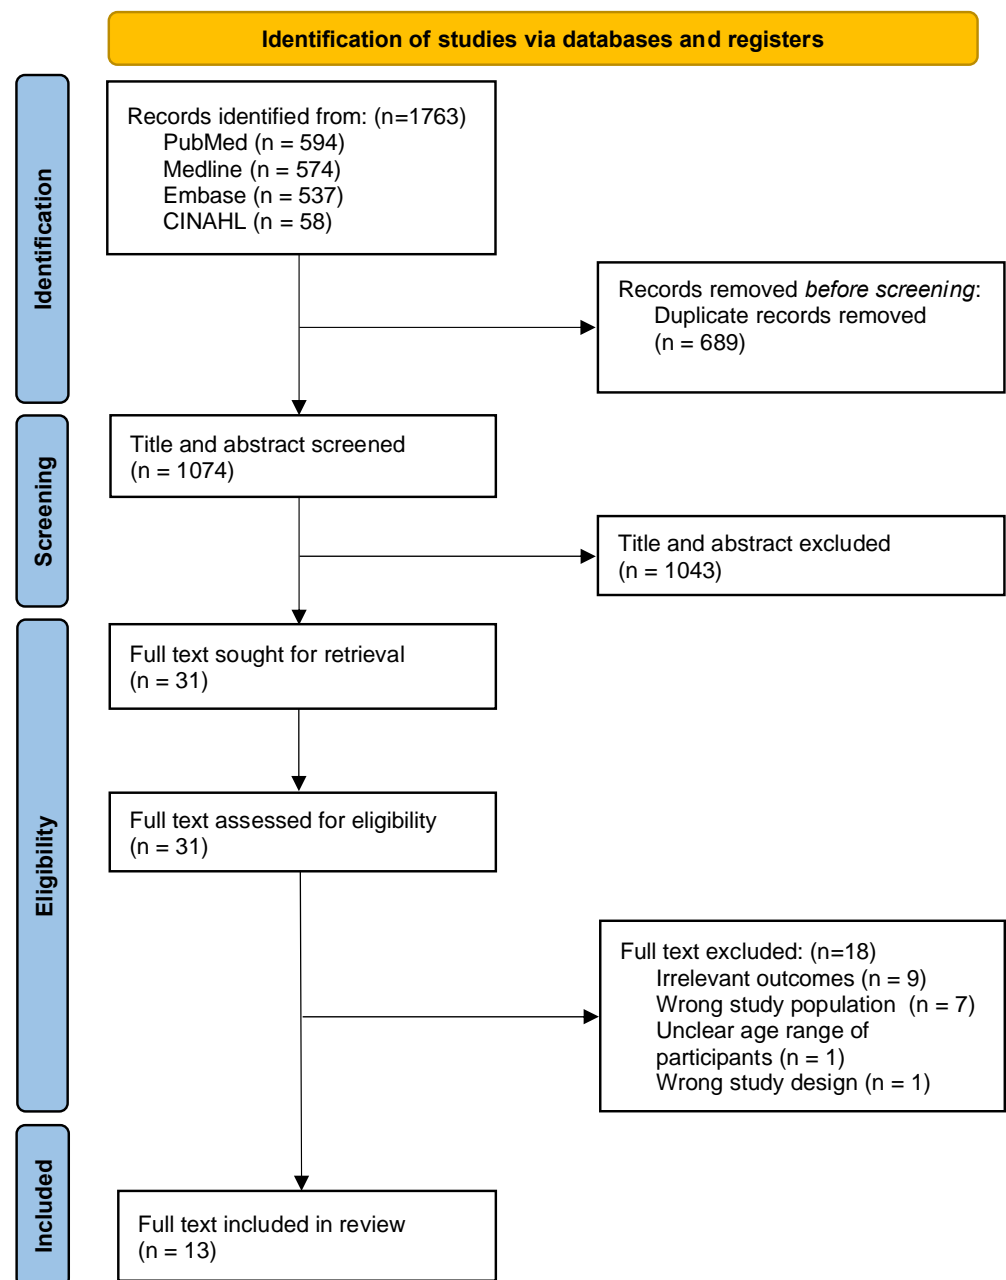 Identification of studies via databases and registers
Identification
Records identified from: (n=1763)
PubMed (n = 594)
Medline (n = 574)
Embase (n = 537)
CINAHL (n = 58)
Records removed before screening:
Duplicate records removed
(n = 689)
Screening
Title and abstract screened
(n = 1074)
Title and abstract excluded
(n = 1043)
Eligibility
Full text sought for retrieval
(n = 31)
Full text assessed for eligibility
(n = 31)
Full text excluded: (n=18)
Irrelevant outcomes (n = 9)
Wrong study population (n = 7)
Unclear age range of
participants (n = 1)
Wrong study design (n = 1)
Included
Full text included in review
(n = 13)